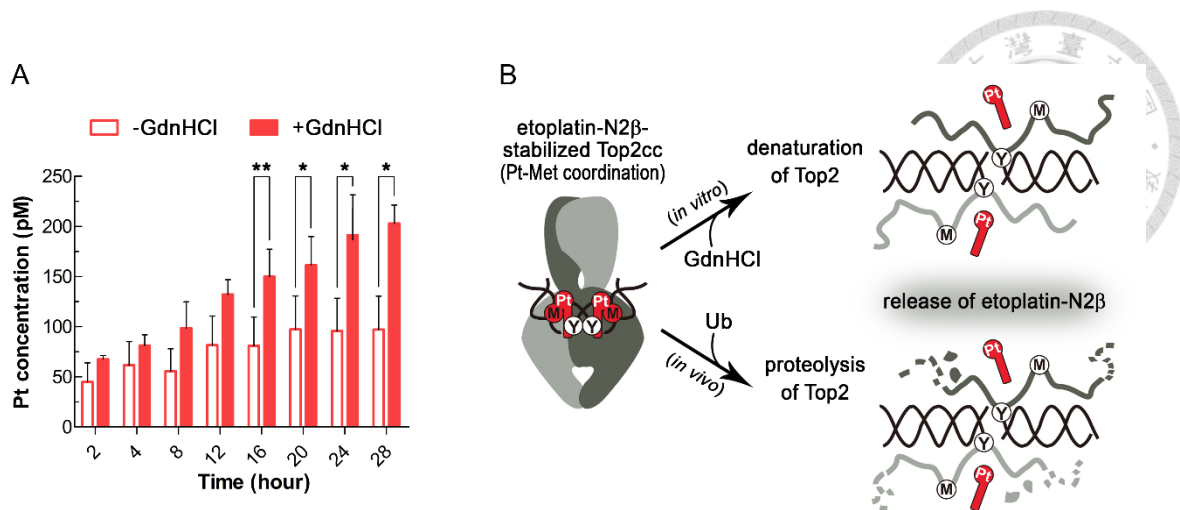 A
-GdnHCl
+GdnHCl
Pt concentration (pM)
250
200
150
100
50
0
**
*
*
*
2
4
8
12
16
20
24
28
Time (hour)
B
etoplatin-N2β-
stabilized Top2cc
(Pt-Met coordination)
Pt
Pt
M
M
Y
Y
(in vitro)
GdnHCl
denaturation
of Top2
Pt
M
Y
Y
M
Pt
release of etoplatin-N2β
Ub
(in vivo)
proteolysis
of Top2
Pt
M
Y
Y
M
Pt
灣
臺